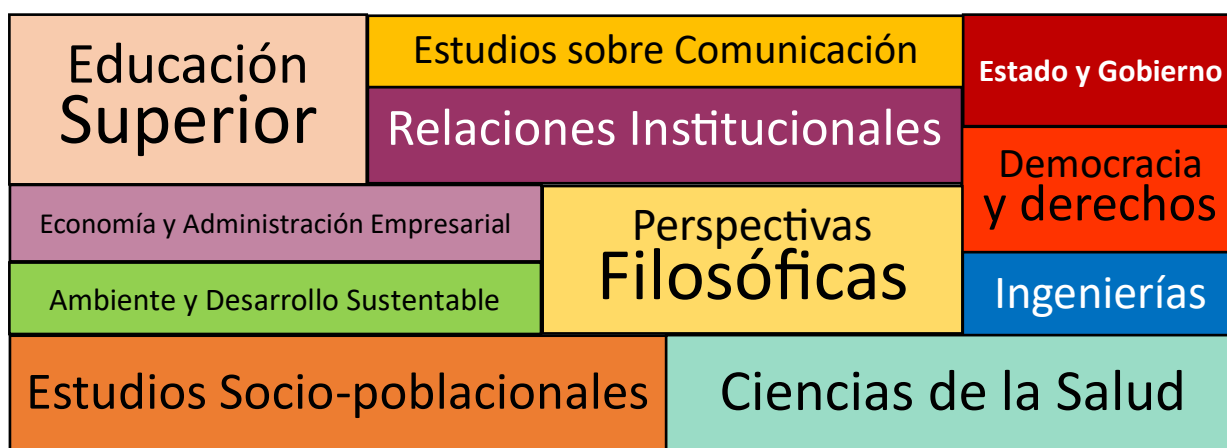 Educación
Superior
Estudios sobre Comunicación
Relaciones Institucionales
Estado y Gobierno
Democracia
y derechos
Economía y Administración Empresarial
Perspectivas
Filosóficas
Ambiente y Desarrollo Sustentable
Ingenierías
Estudios Socio-poblacionales
Ciencias de la Salud